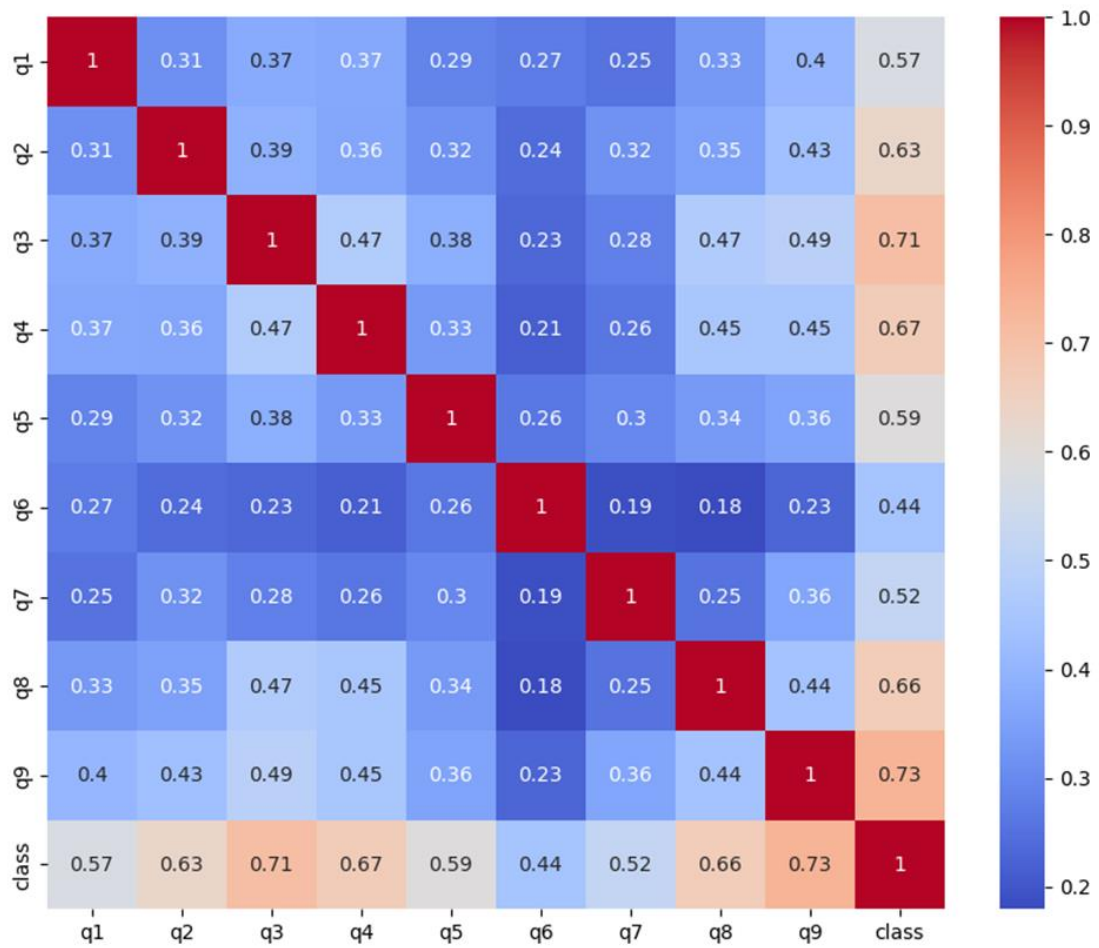 q1 1 0.31 0.37 0.37 0.29 0.27 0.25 0.33 0.4 0.57
q2 0.31 1 0.39 0.36 0.32 0.24 0.32 0.35 0.43 0.63
q3 0.37 0.39 1 0.47 0.38 0.23 0.28 0.47 0.49 0.71
q4 0.37 0.36 0.47 1 0.33 0.21 0.26 0.45 0.45 0.67
q5 0.29 0.32 0.38 0.33 1 0.26 0.3 0.34 0.36 0.59
q6 0.27 0.24 0.23 0.21 0.26 1 0.19 0.18 0.23 0.44
q7 0.25 0.32 0.28 0.26 0.3 0.19 1 0.25 0.36 0.52
q8 0.33 0.35 0.47 0.45 0.34 0.18 0.25 1 0.44 0.66
q9 0.4 0.43 0.49 0.45 0.36 0.23 0.36 0.44 1 0.73
class 0.57 0.63 0.71 0.67 0.59 0.44 0.52 0.66 0.73 1
q1 q2 q3 q4 q5 q6 q7 q8 q9 class
1.0
0.9
0.8
0.7
0.6
0.5
0.4
0.3
0.2